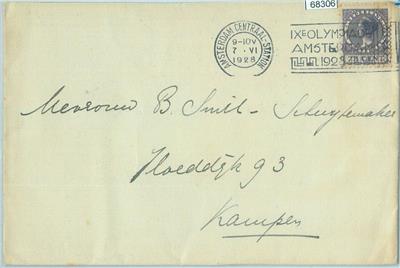 68306
AMSTERDAM CENTRAAL-STATION
9-10V
7·VI
1928
IXE OLYMPIADE
AMSTERDAM
1928
CENT
Mevrouw B. Smit - Schuytemaker
Vloeddijk 93
Kampen